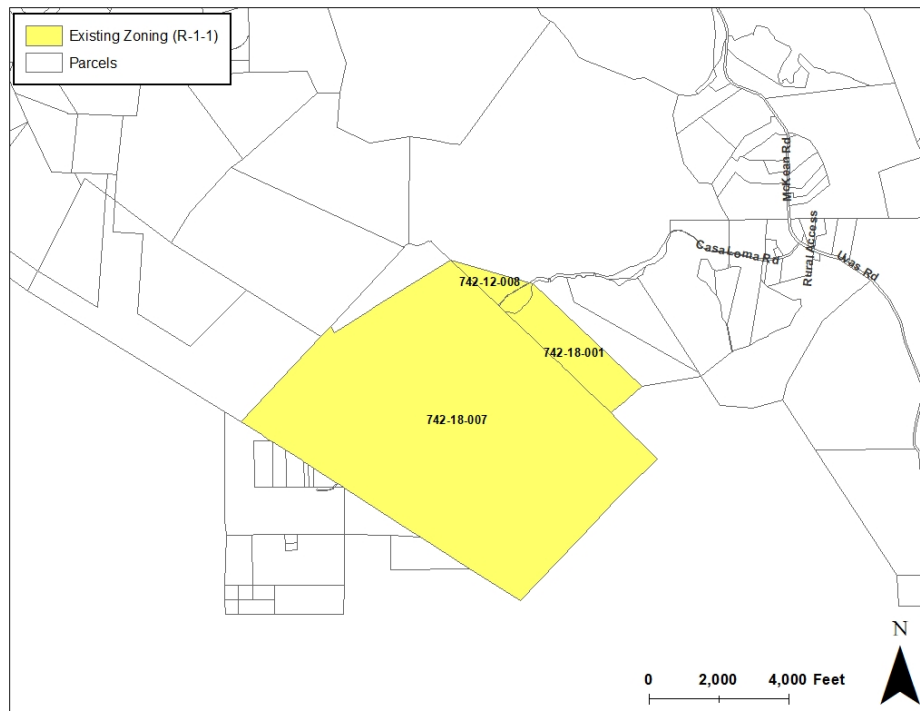 Existing Zoning (R-1-1)
Parcels
McKean Rd
Rural Access
Casa Loma Rd
Uvas Rd
742-12-008
742-18-001
742-18-007
N
0 2,000 4,000 Feet